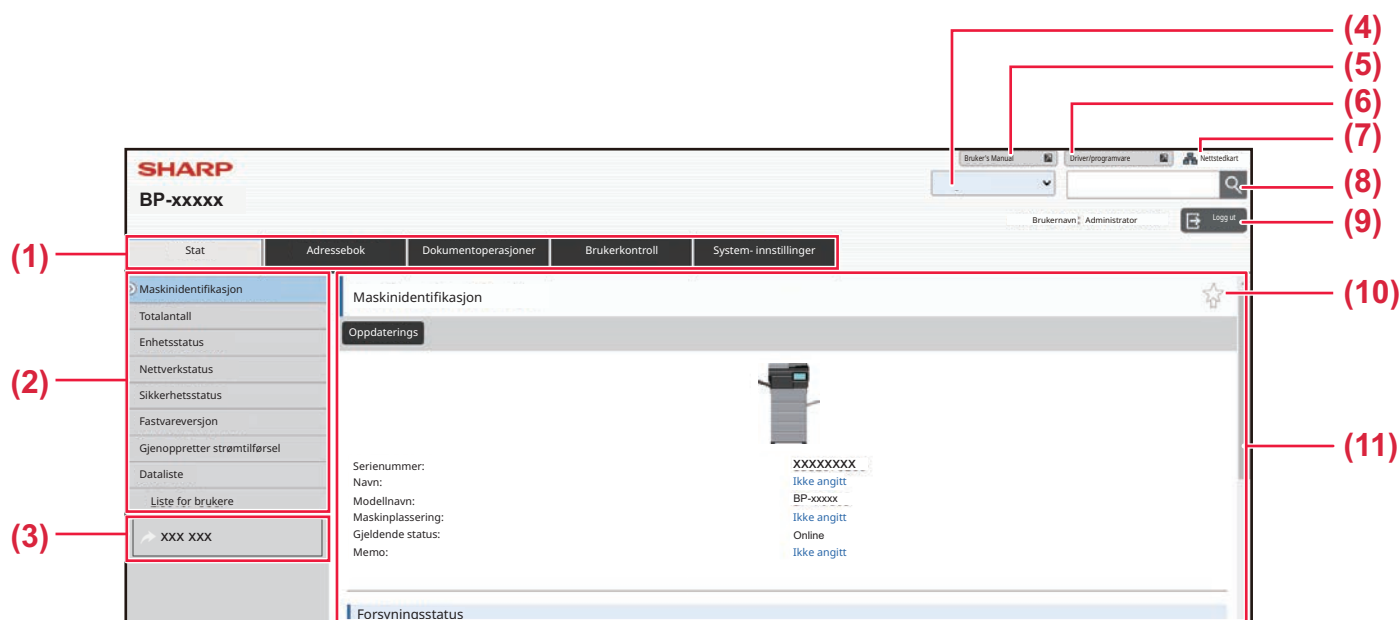 (4)
(5)
(6)
(7)
Bruker's Manual
Driver/programvare
Nettstedkart
SHARP
(8)
BP-xxxxx
Brukernavn: Administrator
Logg ut
(9)
(1)
Stat
Adressebok
Dokumentoperasjoner
Brukerkontroll
System- innstillinger
Maskinidentifikasjon
Maskinidentifikasjon
(10)
Totalantall
Enhetsstatus
Oppdaterings
Nettverkstatus
(2)
Sikkerhetsstatus
Fastvareversjon
Gjenoppretter strømtilførsel
(11)
Dataliste
Liste for brukere
Serienummer: XXXXXXXX
Navn: Ikke angitt
Modellnavn: BP-xxxxx
Maskinplassering: Ikke angitt
Gjeldende status: Online
Memo: Ikke angitt
(3)
XXX XXX
Forsyningsstatus